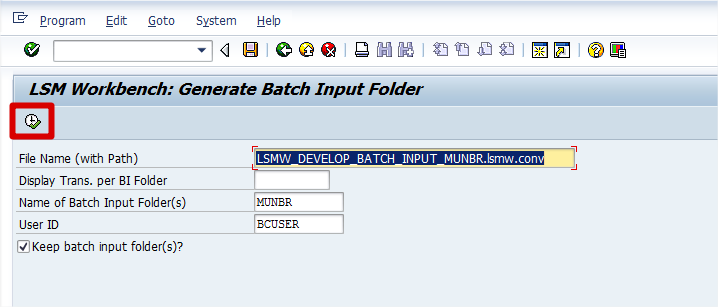 Program Edit Goto System Help
LSM Workbench: Generate Batch Input Folder
File Name (with Path) LSMW_DEVELOP_BATCH_INPUT_MUNBR.lsmw.conv
Display Trans. per BI Folder
Name of Batch Input Folder(s) MUNBR
User ID BCUSER
Keep batch input folder(s)?